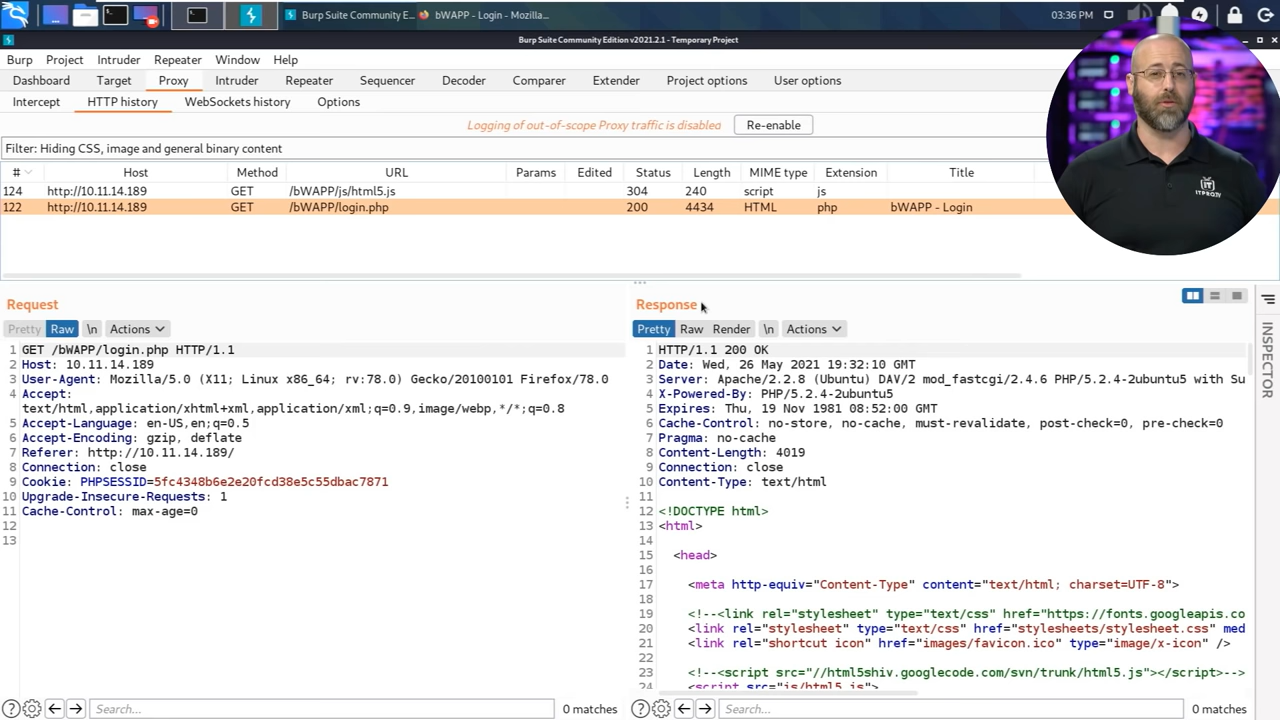 Burp Suite Community E... bWAPP - Login - Mozilla... 03:36 PM
Burp Suite Community Edition v2021.2.1 - Temporary Project
Burp Project Intruder Repeater Window Help
Dashboard Target Proxy Intruder Repeater Sequencer Decoder Comparer Extender Project options User options
Intercept HTTP history WebSockets history Options
Logging of out-of-scope Proxy traffic is disabled Re-enable
Filter: Hiding CSS, image and general binary content
# Host Method URL Params Edited Status Length MIME type Extension Title
124 http://10.11.14.189 GET /bWAPP/js/html5.js 304 240 script js
122 http://10.11.14.189 GET /bWAPP/login.php 200 4434 HTML php bWAPP - Login
ITPROTV
Request
Pretty Raw \n Actions
1 GET /bWAPP/login.php HTTP/1.1
2 Host: 10.11.14.189
3 User-Agent: Mozilla/5.0 (X11; Linux x86_64; rv:78.0) Gecko/20100101 Firefox/78.0
4 Accept:
text/html,application/xhtml+xml,application/xml;q=0.9,image/webp,*/*;q=0.8
5 Accept-Language: en-US,en;q=0.5
6 Accept-Encoding: gzip, deflate
7 Referer: http://10.11.14.189/
8 Connection: close
9 Cookie: PHPSESSID=5fc4348b6e2e20fcd38e5c55dbac7871
10 Upgrade-Insecure-Requests: 1
11 Cache-Control: max-age=0
12
13
Search... 0 matches
Response
Pretty Raw Render \n Actions
1 HTTP/1.1 200 OK
2 Date: Wed, 26 May 2021 19:32:10 GMT
3 Server: Apache/2.2.8 (Ubuntu) DAV/2 mod_fastcgi/2.4.6 PHP/5.2.4-2ubuntu5 with Su
4 X-Powered-By: PHP/5.2.4-2ubuntu5
5 Expires: Thu, 19 Nov 1981 08:52:00 GMT
6 Cache-Control: no-store, no-cache, must-revalidate, post-check=0, pre-check=0
7 Pragma: no-cache
8 Content-Length: 4019
9 Connection: close
10 Content-Type: text/html
11
12 <!DOCTYPE html>
13 <html>
14
15 <head>
16
17 <meta http-equiv="Content-Type" content="text/html; charset=UTF-8">
18
19 <!--<link rel="stylesheet" type="text/css" href="https://fonts.googleapis.co
20 <link rel="stylesheet" type="text/css" href="stylesheets/stylesheet.css" med
21 <link rel="shortcut icon" href="images/favicon.ico" type="image/x-icon" />
22
23 <!--<script src="//html5shiv.googlecode.com/svn/trunk/html5.js"></script>-->
24 <script src="js/html5.js">
Search... 0 matches
INSPECTOR